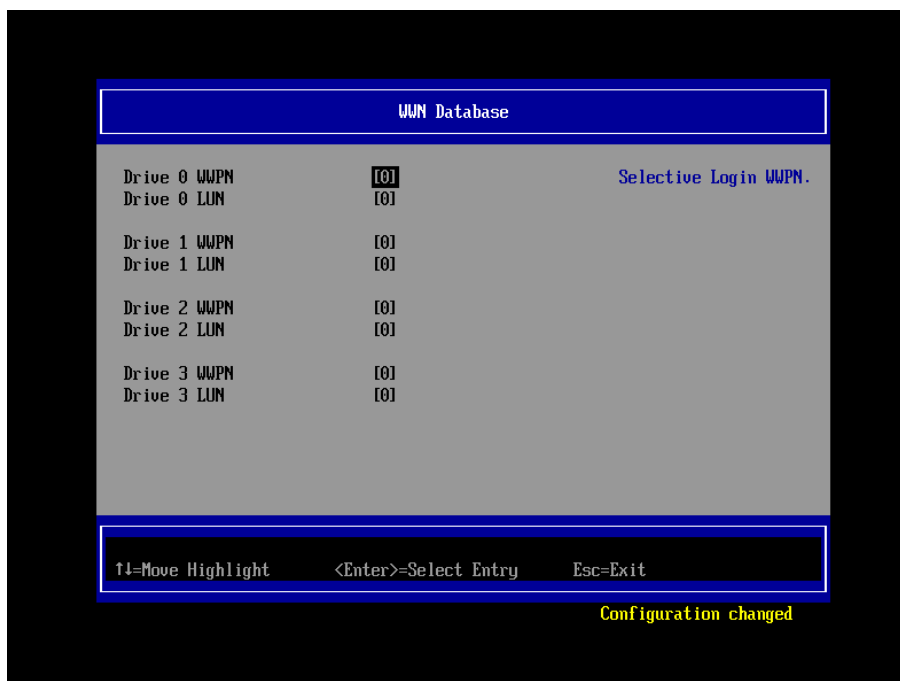 WWN Database
Drive 0 WWPN [0] Selective Login WWPN.
Drive 0 LUN [0]
Drive 1 WWPN [0]
Drive 1 LUN [0]
Drive 2 WWPN [0]
Drive 2 LUN [0]
Drive 3 WWPN [0]
Drive 3 LUN [0]
↑↓=Move Highlight <Enter>=Select Entry Esc=Exit
Configuration changed